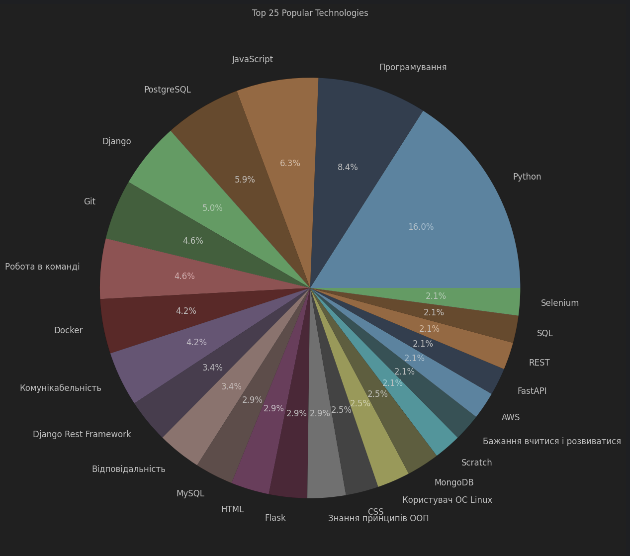 Top 25 Popular Technologies
Python
16.0%
Програмування
8.4%
JavaScript
6.3%
PostgreSQL
5.9%
Django
5.0%
Git
4.6%
Робота в команді
4.6%
Docker
4.2%
Комунікабельність
4.2%
Django Rest Framework
3.4%
Відповідальність
3.4%
MySQL
2.9%
HTML
2.9%
Flask
2.9%
Знання принципів ООП
2.9%
CSS
2.5%
Користувач ОС Linux
2.5%
MongoDB
2.5%
Scratch
2.1%
Бажання вчитися і розвиватися
2.1%
AWS
2.1%
FastAPI
2.1%
REST
2.1%
SQL
2.1%
Selenium
2.1%